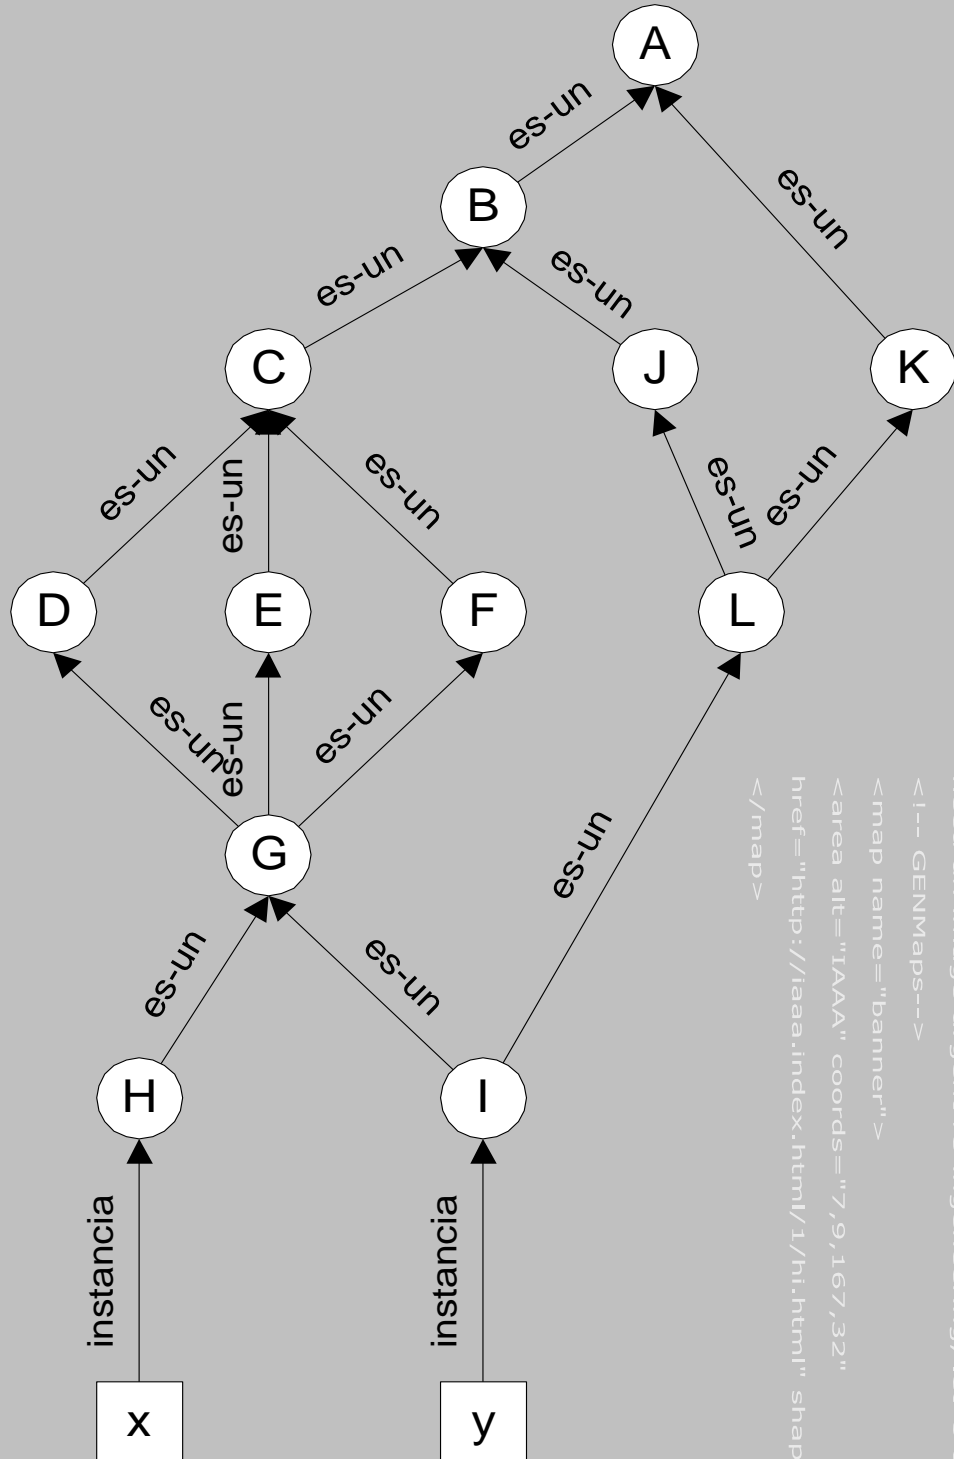 A
es-un
es-un
B
es-un
es-un
C
J
K
es-un
es-un
es-un
es-un
es-un
D
E
F
L
es-un
es-un
es-un
es-un
G
es-un
es-un
H
I
instancia
instancia
x
y
<!-- GENMaps-->
<map name="banner">
<area alt="IAAA" coords="7,9,167,32"
href="http://iaaa.index.html/1/hi.html" shap
</map>